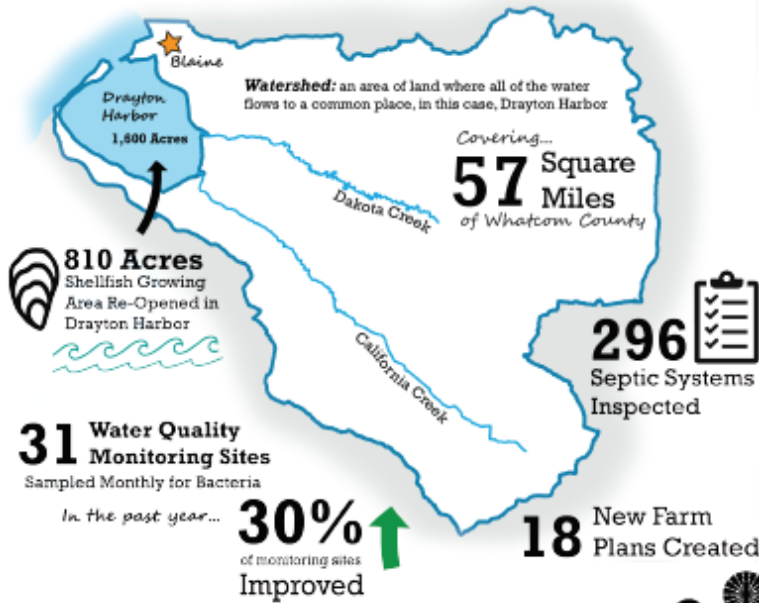 Blaine
Watershed: an area of land where all of the water
flows to a common place, in this case, Drayton Harbor
Drayton
Harbor
1,600 Acres
Covering...
57 Square
Miles
of Whatcom County
Dakota Creek
810 Acres
Shellfish Growing
Area Re-Opened in
Drayton Harbor
California Creek
296
Septic Systems
Inspected
31 Water Quality
Monitoring Sites
Sampled Monthly for Bacteria
In the past year...
30%
of monitoring sites
Improved
18 New Farm
Plans Created